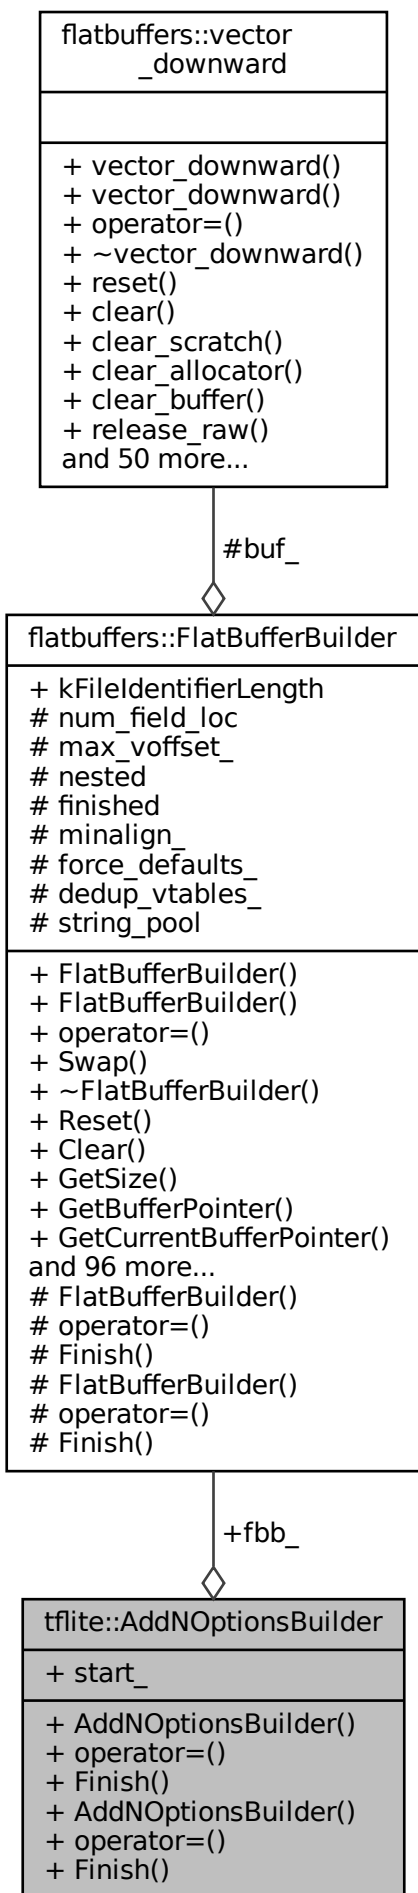 flatbuffers::vector
_downward
+ vector_downward()
+ vector_downward()
+ operator=()
+ ~vector_downward()
+ reset()
+ clear()
+ clear_scratch()
+ clear_allocator()
+ clear_buffer()
+ release_raw()
and 50 more...
#buf_
flatbuffers::FlatBufferBuilder
+ kFileIdentifierLength
# num_field_loc
# max_voffset_
# nested
# finished
# minalign_
# force_defaults_
# dedup_vtables_
# string_pool
+ FlatBufferBuilder()
+ FlatBufferBuilder()
+ operator=()
+ Swap()
+ ~FlatBufferBuilder()
+ Reset()
+ Clear()
+ GetSize()
+ GetBufferPointer()
+ GetCurrentBufferPointer()
and 96 more...
# FlatBufferBuilder()
# operator=()
# Finish()
# FlatBufferBuilder()
# operator=()
# Finish()
+fbb_
tflite::AddNOptionsBuilder
+ start_
+ AddNOptionsBuilder()
+ operator=()
+ Finish()
+ AddNOptionsBuilder()
+ operator=()
+ Finish()